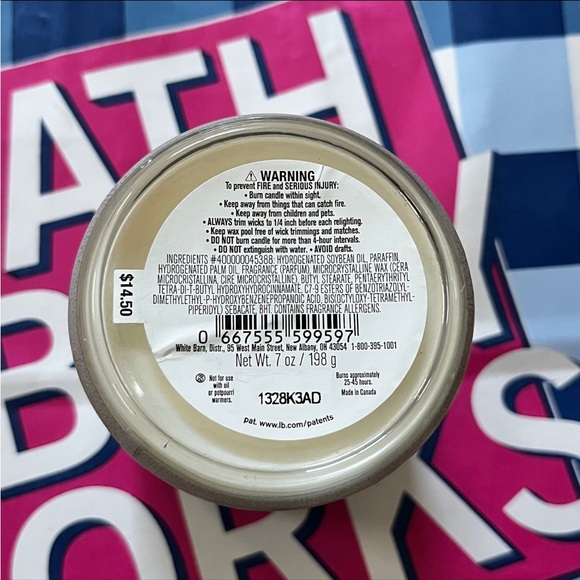 ATH
B
ORKS
⚠ WARNING
To prevent FIRE and SERIOUS INJURY:
• Burn candle within sight.
• Keep away from things that can catch fire.
• Keep away from children and pets.
• ALWAYS trim wicks to 1/4 inch before each relighting.
• Keep wax pool free of wick trimmings and matches.
• DO NOT burn candle for more than 4-hour intervals.
• DO NOT extinguish with water. • AVOID drafts.
INGREDIENTS #400000045388: HYDROGENATED SOYBEAN OIL, PARAFFIN,
HYDROGENATED PALM OIL, FRAGRANCE (PARFUM), MICROCRYSTALLINE WAX (CERA
MICROCRISTALLINA, CIRE MICROCRISTALLINE), BUTYL STEARATE, PENTAERYTHRITYL
TETRA-DI-T-BUTYL HYDROXYHYDROCINNAMATE, C7-9 ESTERS OF BENZOTRIAZOLYL-
DIMETHYLETHYL-P-HYDROXYBENZENEPROPANOIC ACID, BIS(OCTYLOXY-TETRAMETHYL-
PIPERIDYL) SEBACATE, BHT. CONTAINS FRAGRANCE ALLERGENS.
$14.50
0 667555 599597
White Barn, Distr., 95 West Main Street, New Albany, OH 43054 1-800-395-1001
Net Wt. 7 oz / 198 g
Not for use
with oil
or potpourri
warmers.
Burns approximately
25-45 hours.
Made in Canada
1328K3AD
pat. www.lb.com/patents